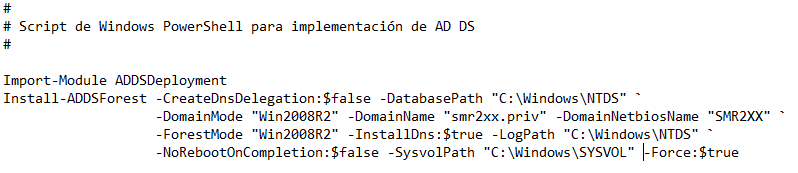 #
# Script de Windows PowerShell para implementación de AD DS
#
Import-Module ADDSDeployment
Install-ADDSForest -CreateDnsDelegation:$false -DatabasePath "C:\Windows\NTDS" `
-DomainMode "Win2008R2" -DomainName "smr2xx.priv" -DomainNetbiosName "SMR2XX" `
-ForestMode "Win2008R2" -InstallDns:$true -LogPath "C:\Windows\NTDS" `
-NoRebootOnCompletion:$false -SysvolPath "C:\Windows\SYSVOL" -Force:$true